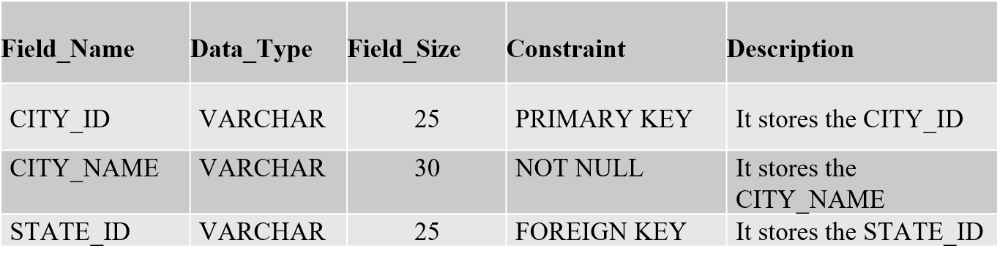 Field_Name Data_Type Field_Size Constraint Description
CITY_ID VARCHAR 25 PRIMARY KEY It stores the CITY_ID
CITY_NAME VARCHAR 30 NOT NULL It stores the
CITY_NAME
STATE_ID VARCHAR 25 FOREIGN KEY It stores the STATE_ID